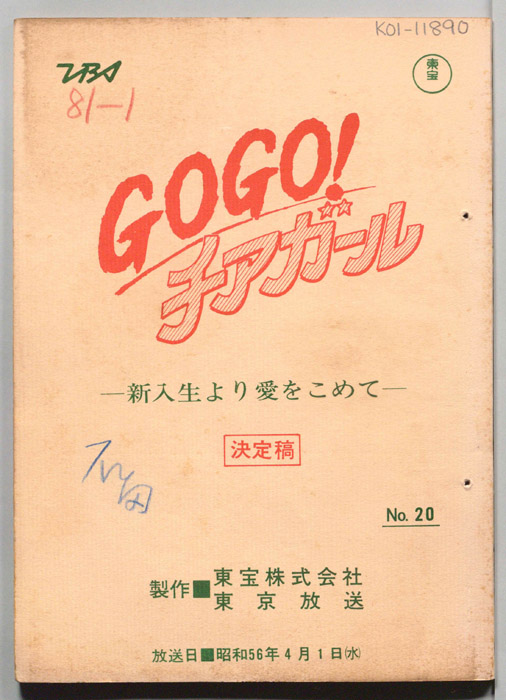 K01-11890
TBS
東宝
81-1
GOGO!
チアガール
—新入生より愛をこめて—
決定稿
No. 20
製作■東宝株式会社
東京放送
放送日■昭和56年4月1日(水)